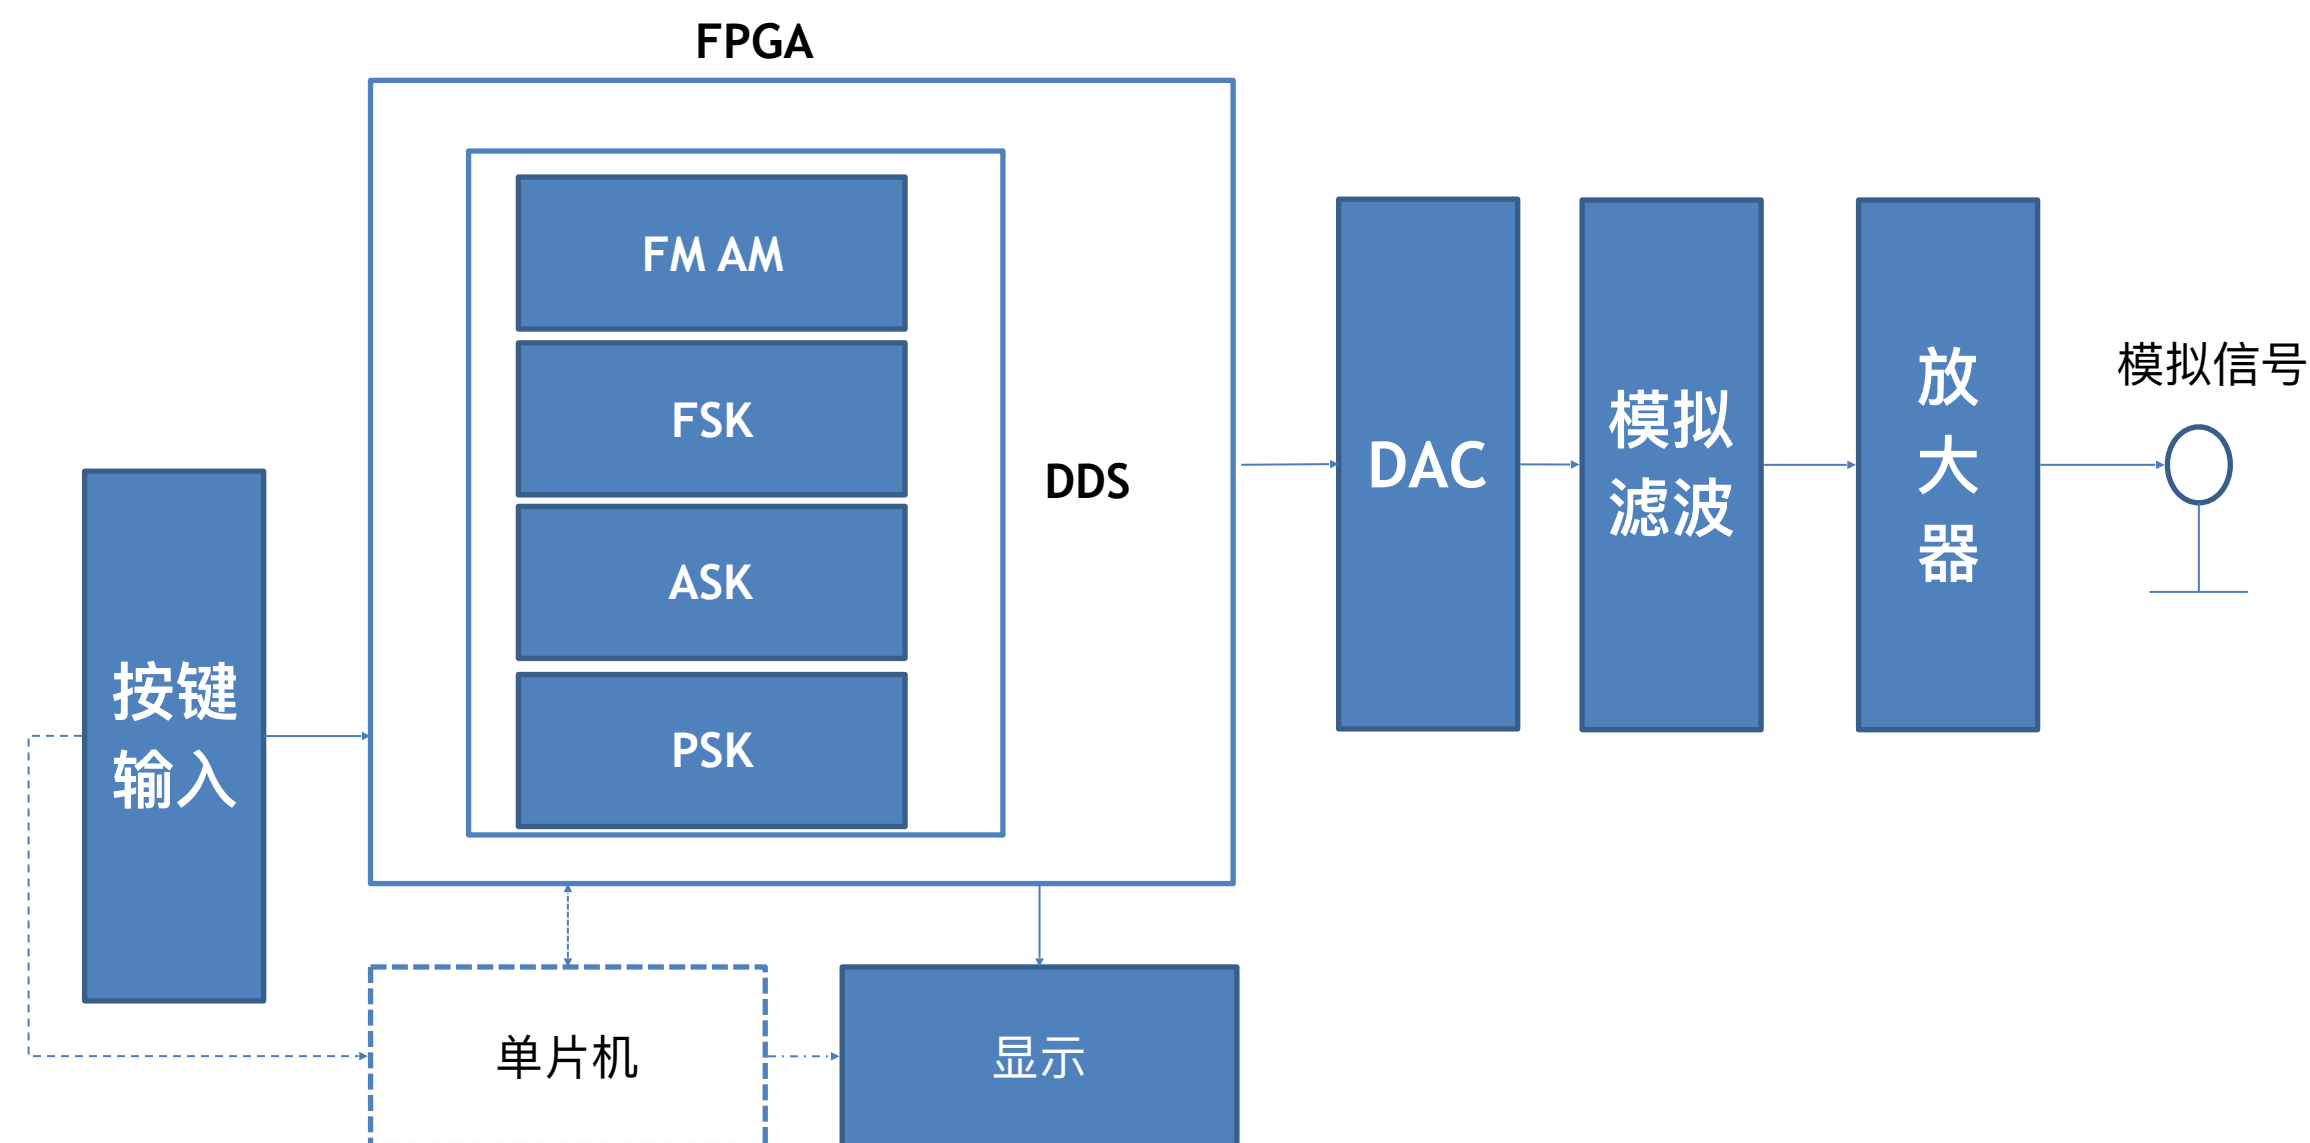 FPGA
FM AM
FSK
ASK
PSK
DDS
DAC
模拟
滤波
放
大
器
模拟信号
按键
输入
单片机
显示